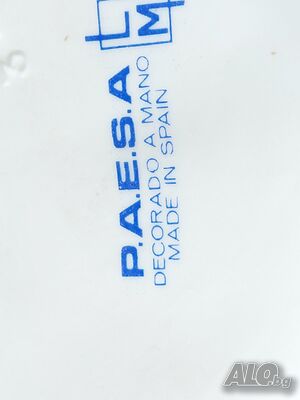 L
M
P.A.E.S.A
DECORADO A MANO
MADE IN SPAIN
ALO.bg